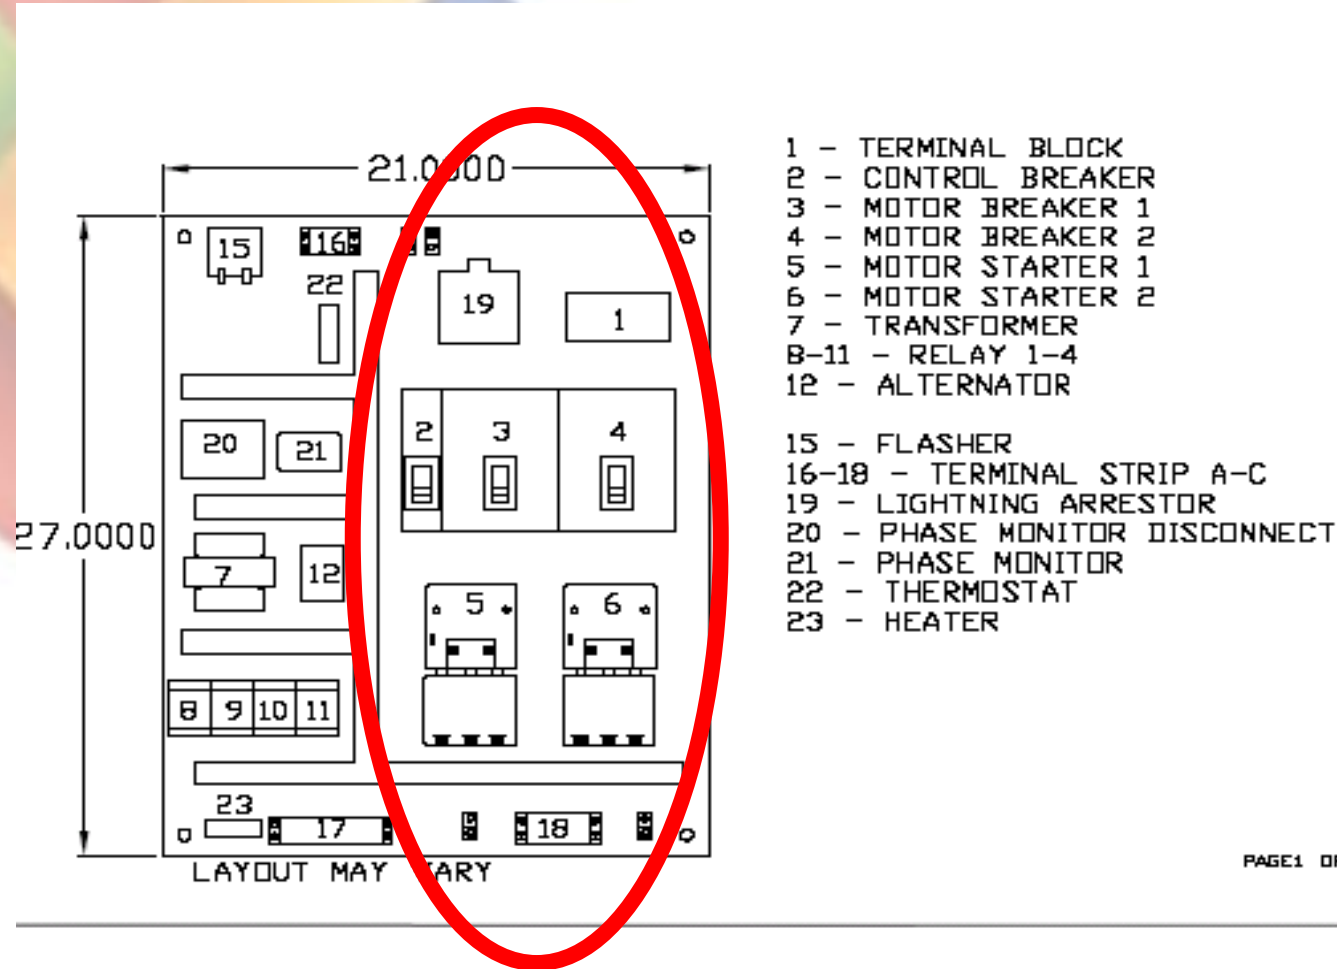 21.0000
1 - TERMINAL BLOCK
2 - CONTROL BREAKER
3 - MOTOR BREAKER 1
4 - MOTOR BREAKER 2
5 - MOTOR STARTER 1
6 - MOTOR STARTER 2
7 - TRANSFORMER
8-11 - RELAY 1-4
12 - ALTERNATOR
15 - FLASHER
16-18 - TERMINAL STRIP A-C
19 - LIGHTNING ARRESTOR
20 - PHASE MONITOR DISCONNECT
21 - PHASE MONITOR
22 - THERMOSTAT
23 - HEATER
15
16
22
19
1
20
21
2
3
4
27.0000
7
12
5
6
8
9
10
11
23
17
18
LAYOUT MAY VARY
PAGE1